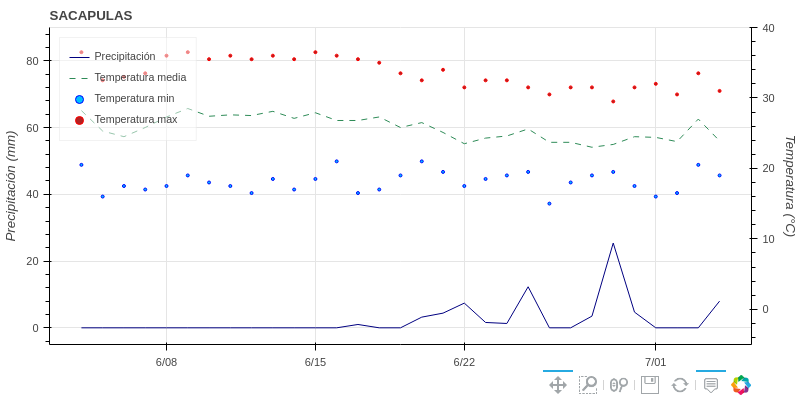 SACAPULAS
Precipitación
Temperatura media
Temperatura min
Temperatura max
Precipitación (mm)
80
60
40
20
0
Temperatura (°C)
40
30
20
10
0
6/08
6/15
6/22
7/01